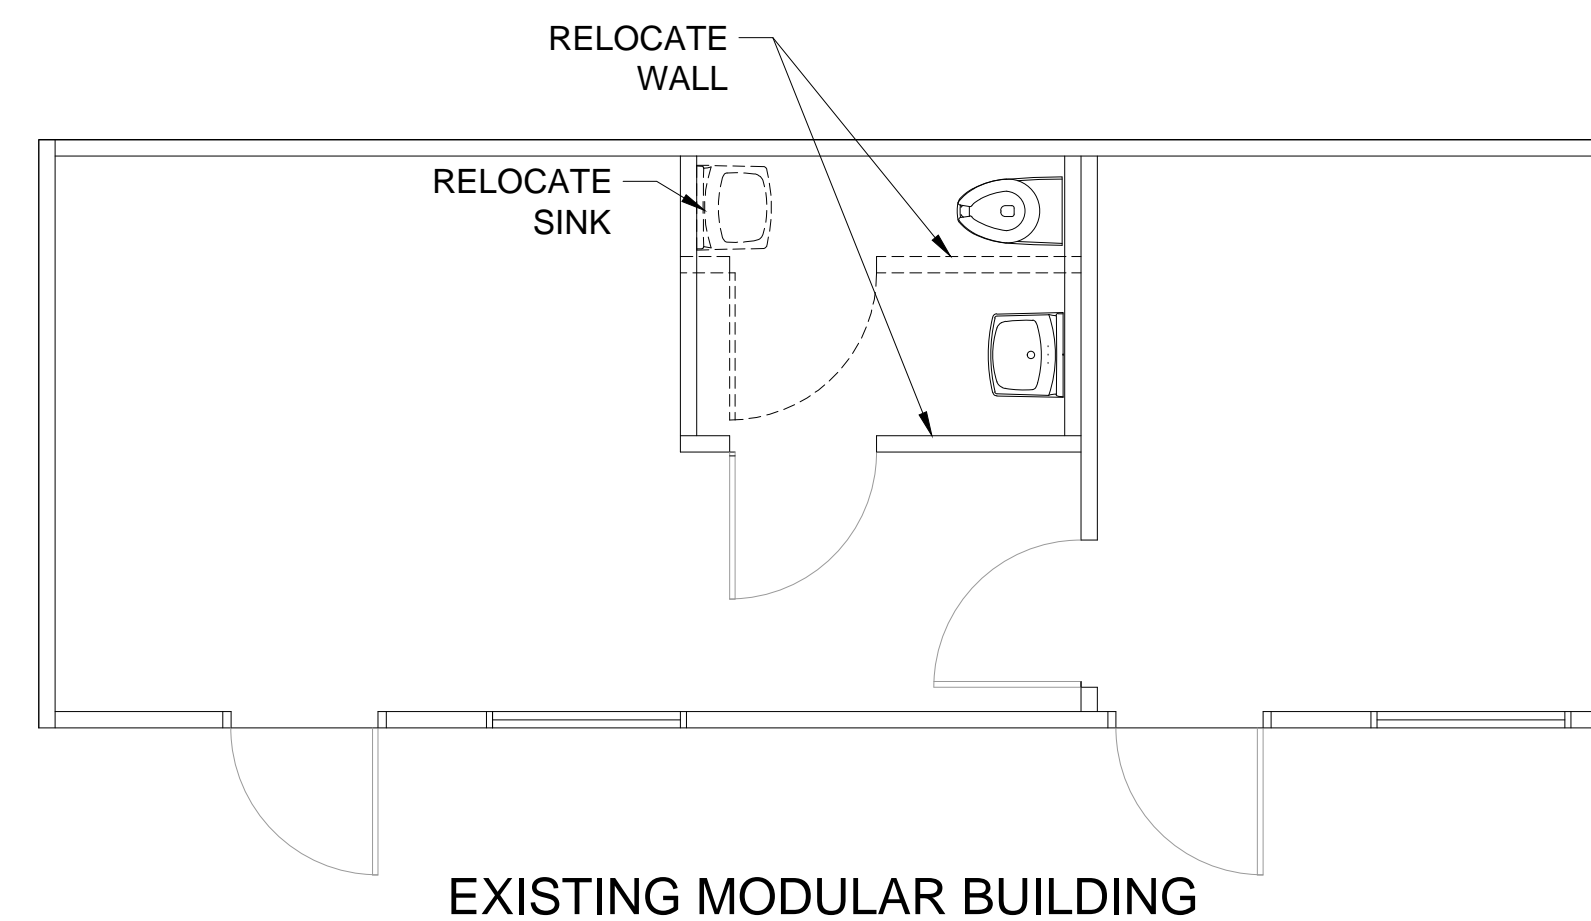 RELOCATE
WALL
RELOCATE
SINK
EXISTING MODULAR BUILDING